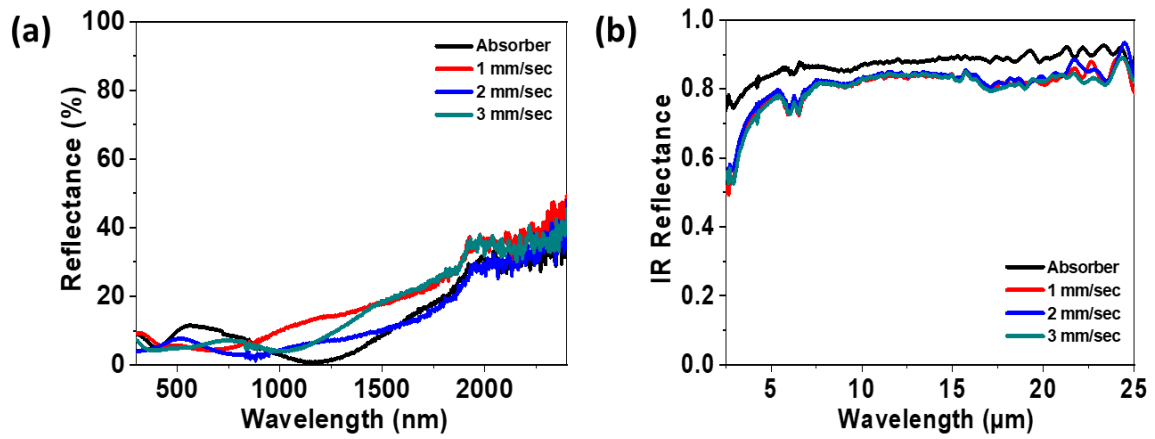 (a)
Reflectance (%)
100
80
60
40
20
0
Absorber
1 mm/sec
2 mm/sec
3 mm/sec
500
1000
1500
2000
Wavelength (nm)
(b)
IR Reflectance
1.0
0.8
0.6
0.4
0.2
0.0
Absorber
1 mm/sec
2 mm/sec
3 mm/sec
5
10
15
20
25
Wavelength (µm)